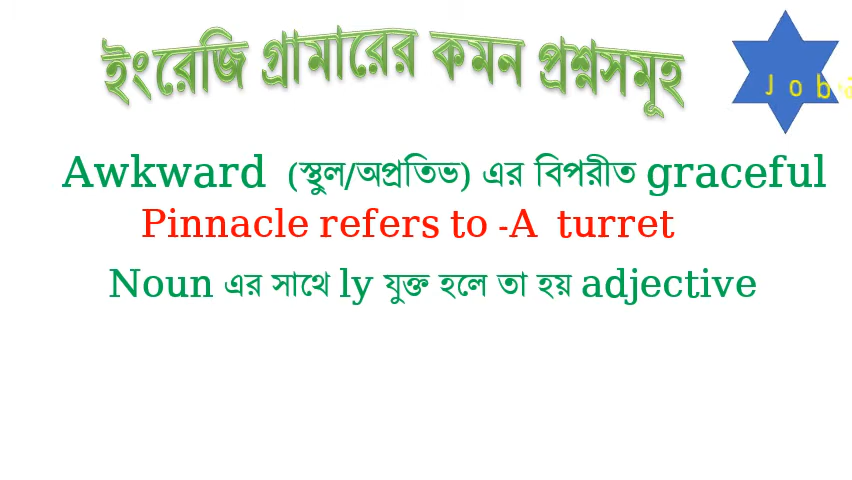 ইংরেজি গ্রামারের কমন প্রশ্নসমূহ
Job
Awkward (স্থুল/অপ্রতিভ) এর বিপরীত graceful
Pinnacle refers to -A turret
Noun এর সাথে ly যুক্ত হলে তা হয় adjective